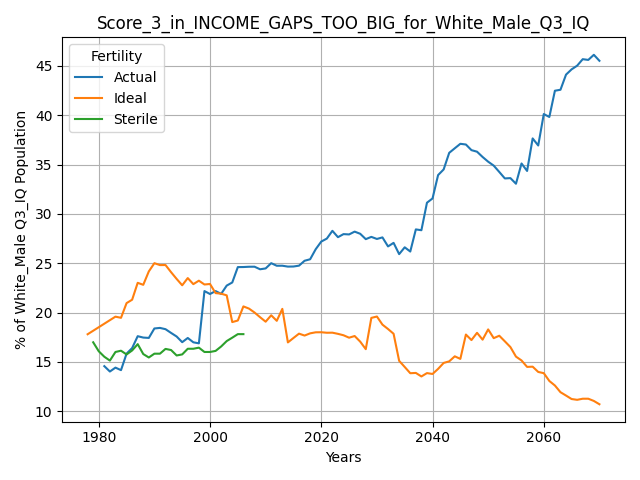 Score_3_in_INCOME_GAPS_TOO_BIG_for_White_Male_Q3_IQ
Fertility
Actual
Ideal
Sterile
% of White_Male Q3_IQ Population
45
40
35
30
25
20
15
10
1980
2000
2020
2040
2060
Years